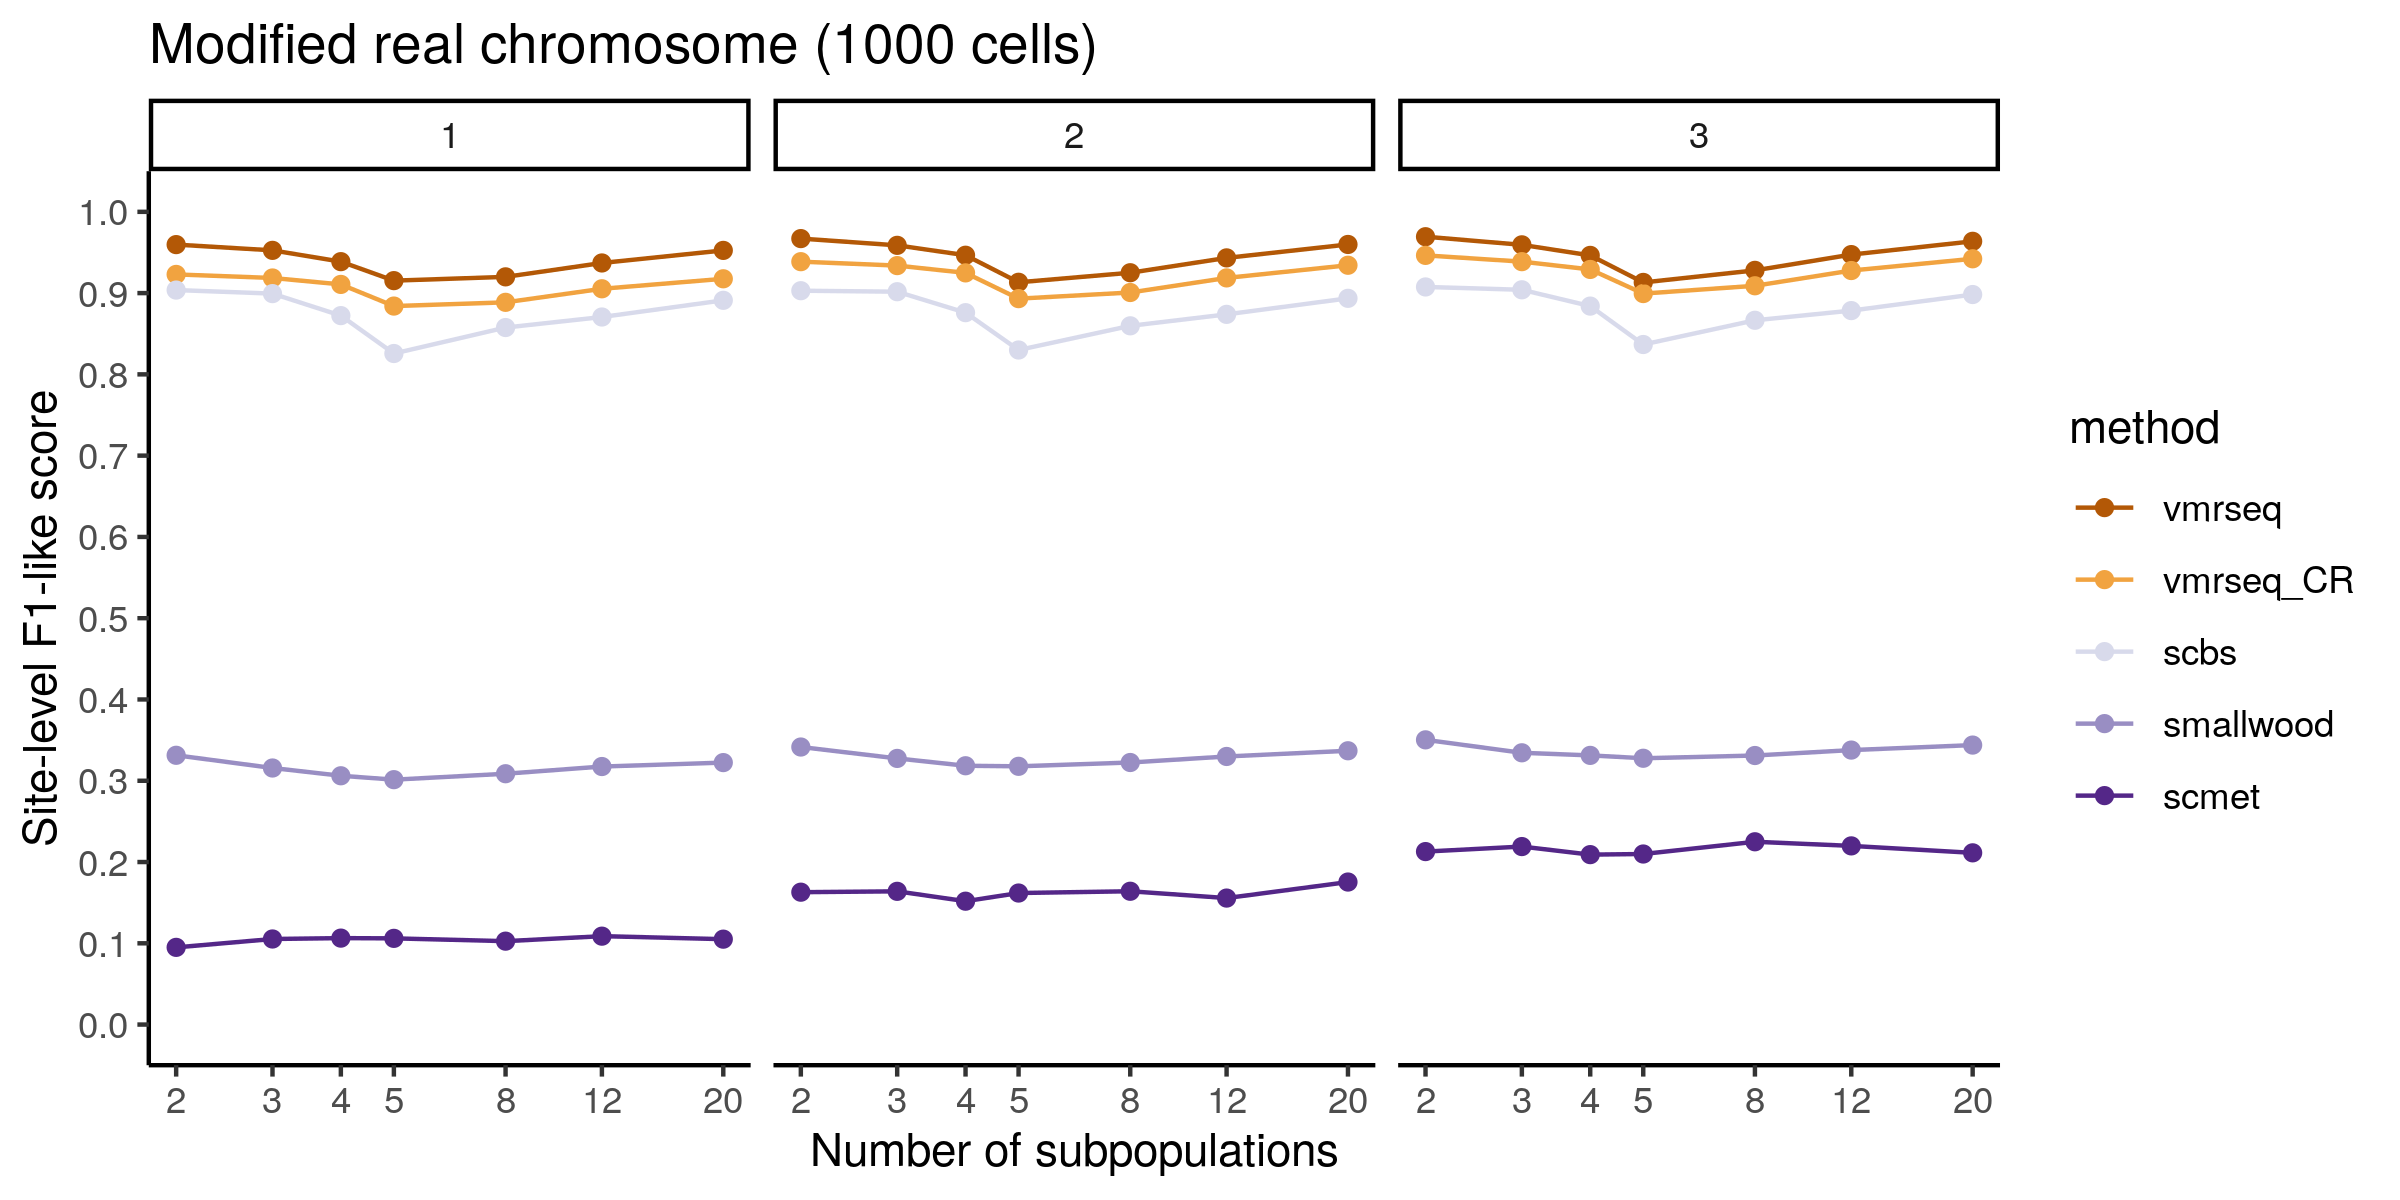 Modified real chromosome (1000 cells)
1 2 3
1.0
0.9
0.8
0.7
0.6
0.5
0.4
0.3
0.2
0.1
0.0
Site-level F1-like score
2 3 4 5 8 12 20 2 3 4 5 8 12 20 2 3 4 5 8 12 20
Number of subpopulations
method
vmrseq
vmrseq_CR
scbs
smallwood
scmet